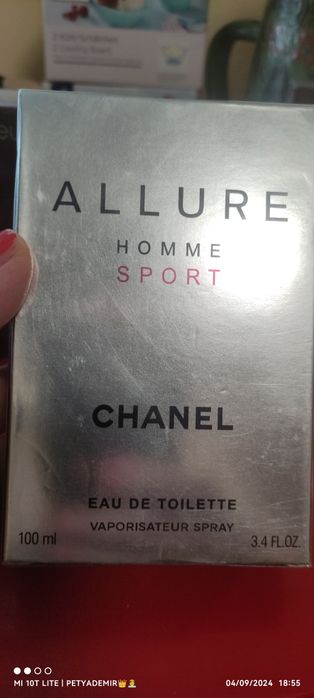 ALLURE
HOMME
SPORT
CHANEL
EAU DE TOILETTE
VAPORISATEUR SPRAY
100 ml 3.4 FL.OZ.
MI 10T LITE | PETYADEMIR👑🧟‍♂️ 04/09/2024 18:55